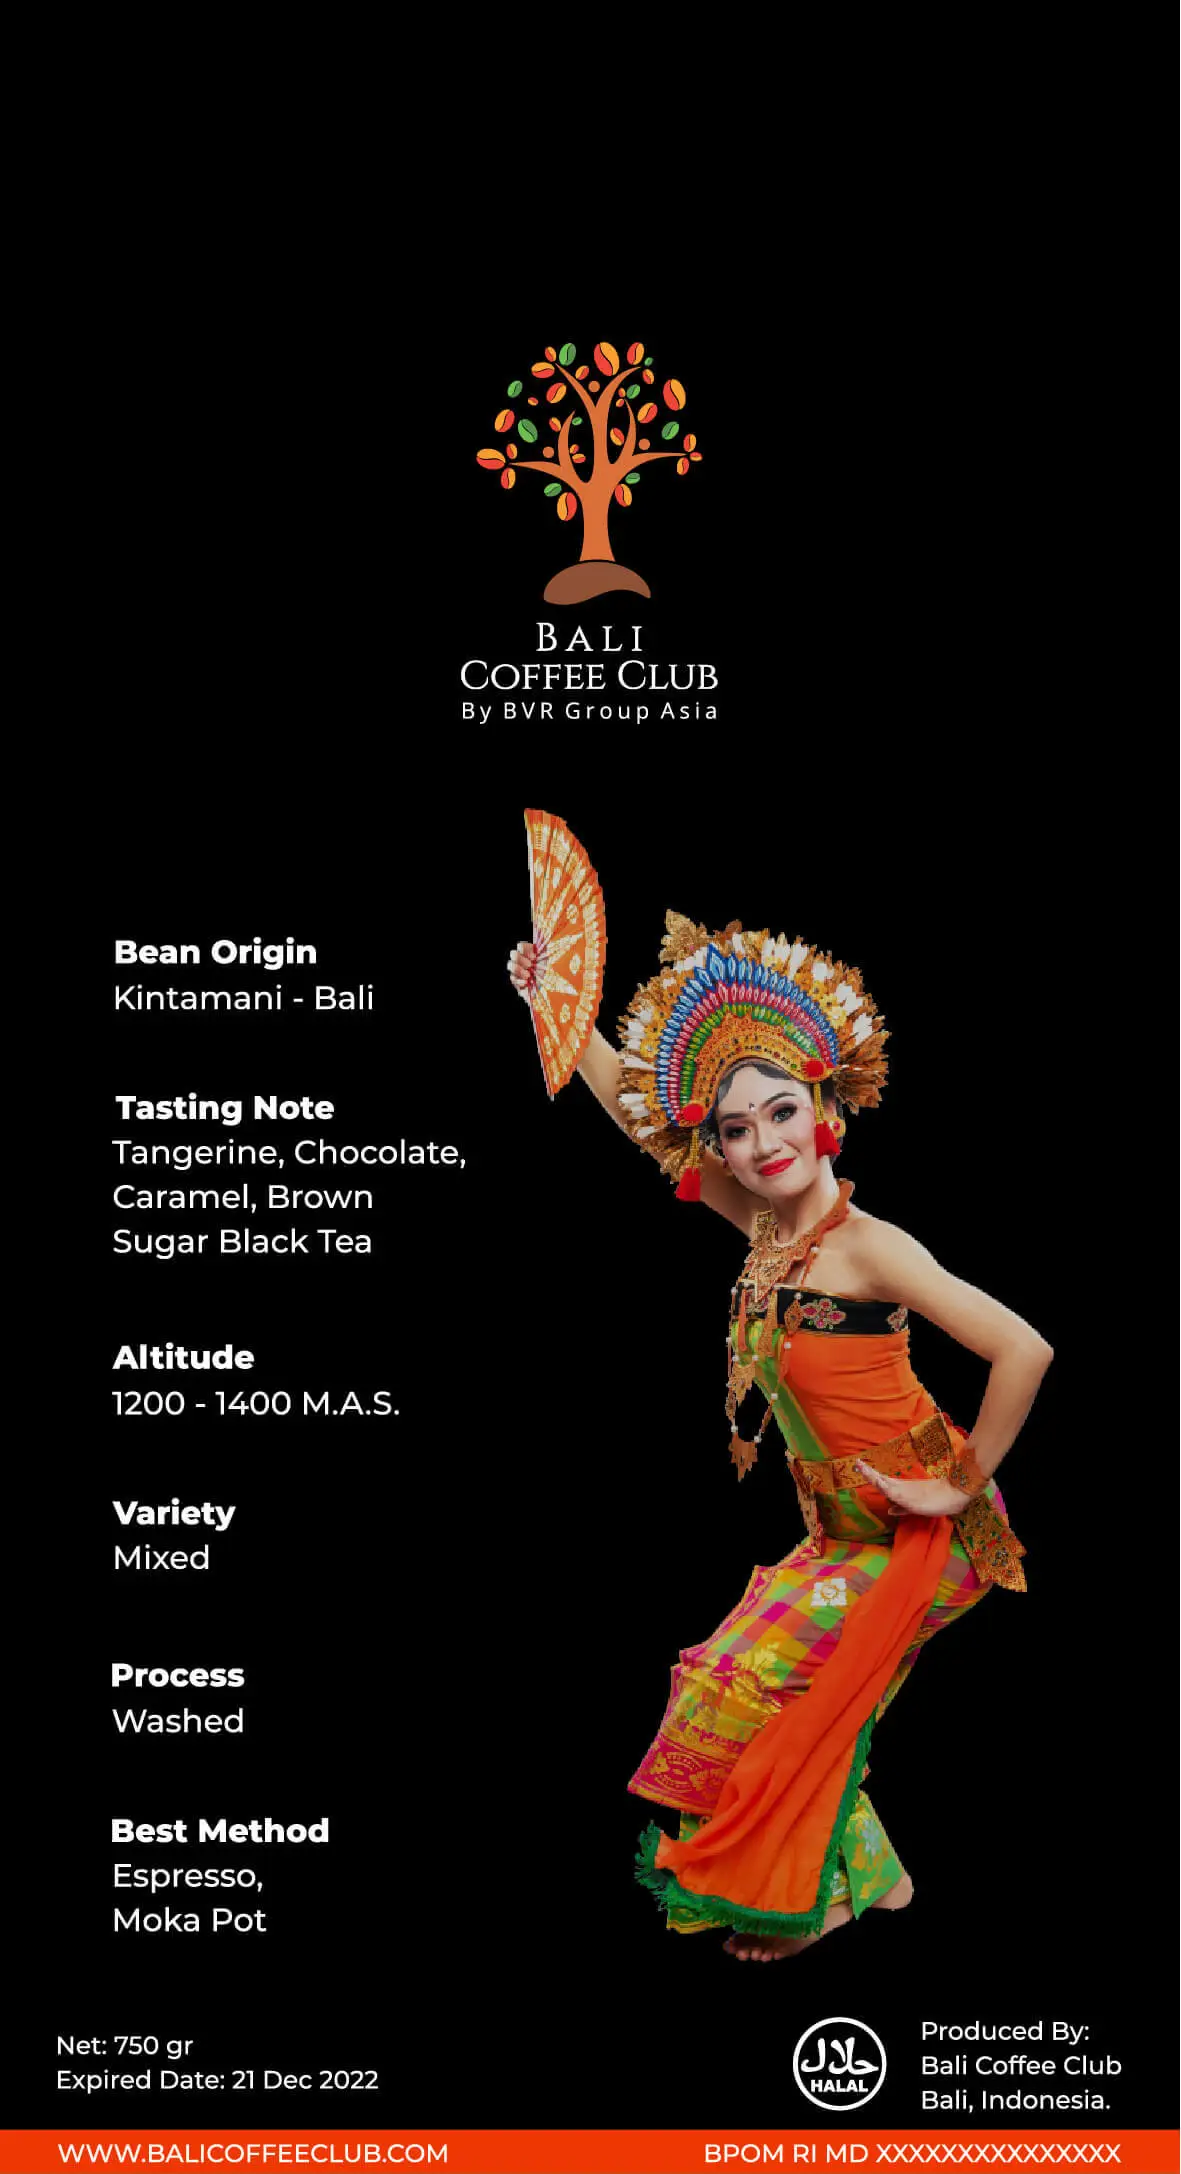 BALI
COFFEE CLUB
By BVR Group Asia
Bean Origin
Kintamani - Bali
Tasting Note
Tangerine, Chocolate,
Caramel, Brown
Sugar Black Tea
Altitude
1200 - 1400 M.A.S.
Variety
Mixed
Process
Washed
Best Method
Espresso,
Moka Pot
Net: 750 gr
Expired Date: 21 Dec 2022
حلال
HALAL
Produced By:
Bali Coffee Club
Bali, Indonesia.
WWW.BALICOFFEECLUB.COM
BPOM RI MD XXXXXXXXXXXXXXX